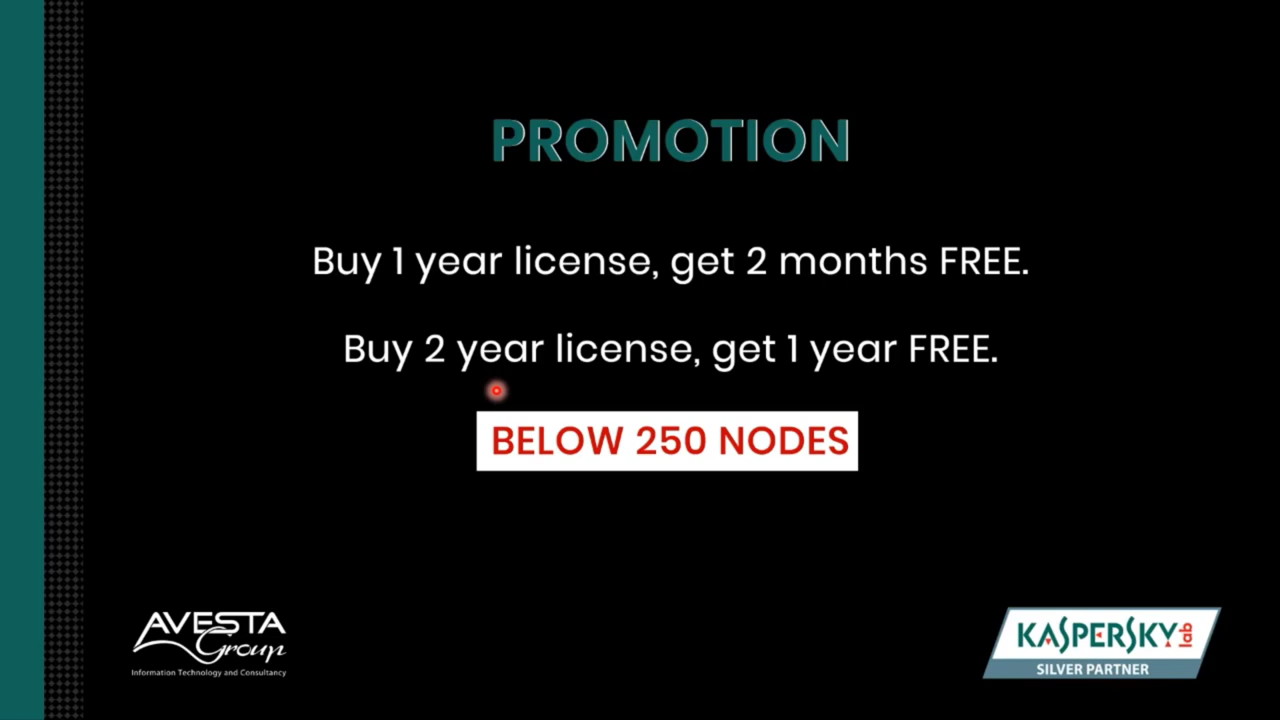 PROMOTION
Buy 1 year license, get 2 months FREE.
Buy 2 year license, get 1 year FREE.
BELOW 250 NODES
AVESTA
Group
Information Technology and Consultancy
KASPERSKY lab
SILVER PARTNER